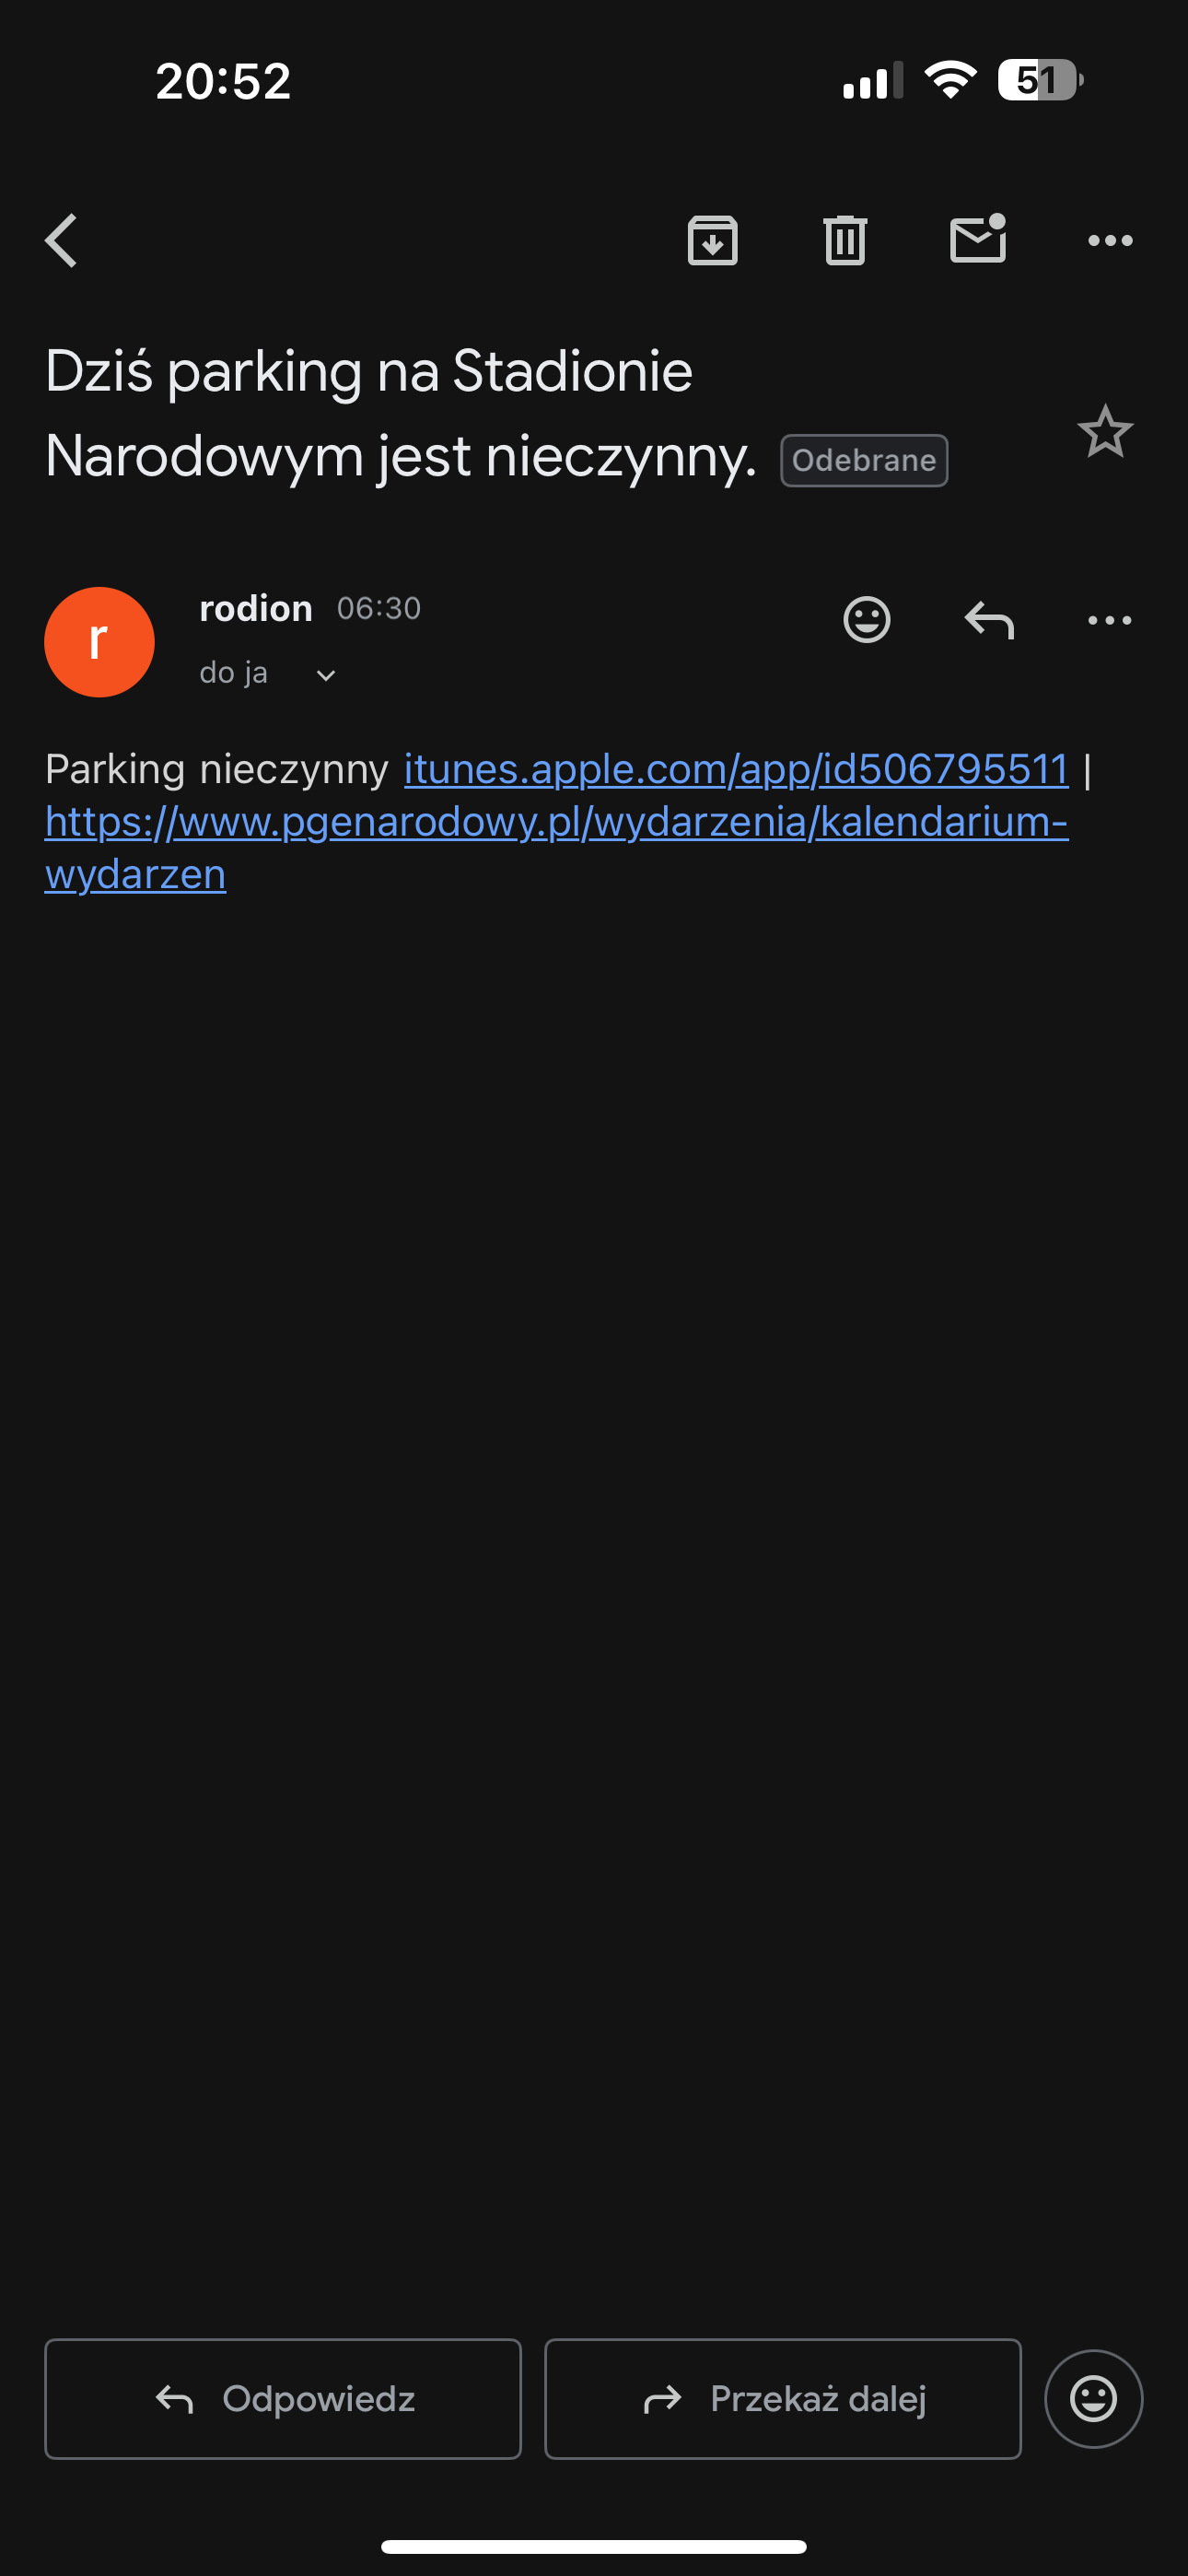 20:52
51
Dziś parking na Stadionie
Narodowym jest nieczynny. Odebrane
r
rodion 06:30
do ja
Parking nieczynny itunes.apple.com/app/id506795511 |
https://www.pgenarodowy.pl/wydarzenia/kalendarium-
wydarzen
Odpowiedz
Przekaż dalej